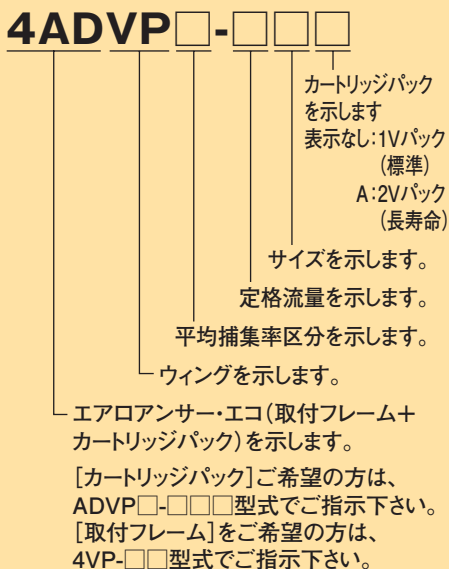 4ADVP□-□□□
カートリッジパック
を示します
表示なし:1Vパック
(標準)
A:2Vパック
(長寿命)
サイズを示します。
定格流量を示します。
平均捕集率区分を示します。
ウィングを示します。
エアロアンサー・エコ(取付フレーム+
カートリッジパック)を示します。
[カートリッジパック]ご希望の方は、
ADVP□-□□□型式でご指示下さい。
[取付フレーム]をご希望の方は、
4VP-□□型式でご指示下さい。